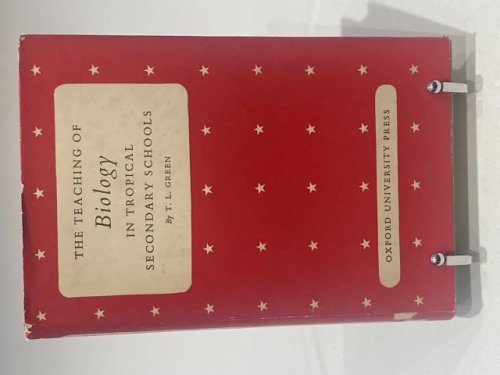 THE TEACHING OF
Biology
IN TROPICAL
SECONDARY SCHOOLS
By T. L. GREEN
OXFORD UNIVERSITY PRESS